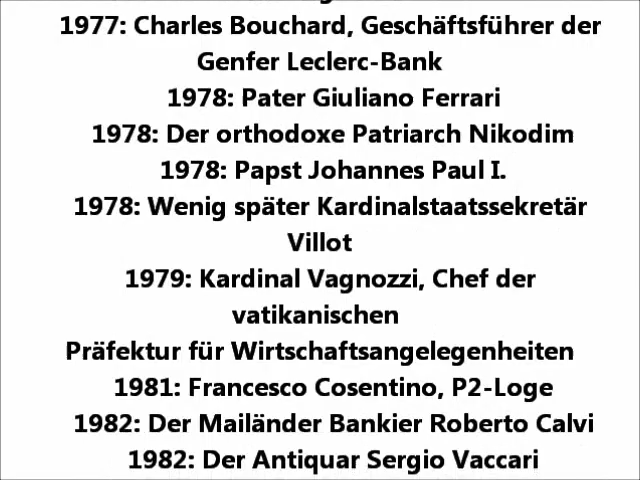 1977: Charles Bouchard, Geschäftsführer der
Genfer Leclerc-Bank
1978: Pater Giuliano Ferrari
1978: Der orthodoxe Patriarch Nikodim
1978: Papst Johannes Paul I.
1978: Wenig später Kardinalstaatssekretär
Villot
1979: Kardinal Vagnozzi, Chef der
vatikanischen
Präfektur für Wirtschaftsangelegenheiten
1981: Francesco Cosentino, P2-Loge
1982: Der Mailänder Bankier Roberto Calvi
1982: Der Antiquar Sergio Vaccari